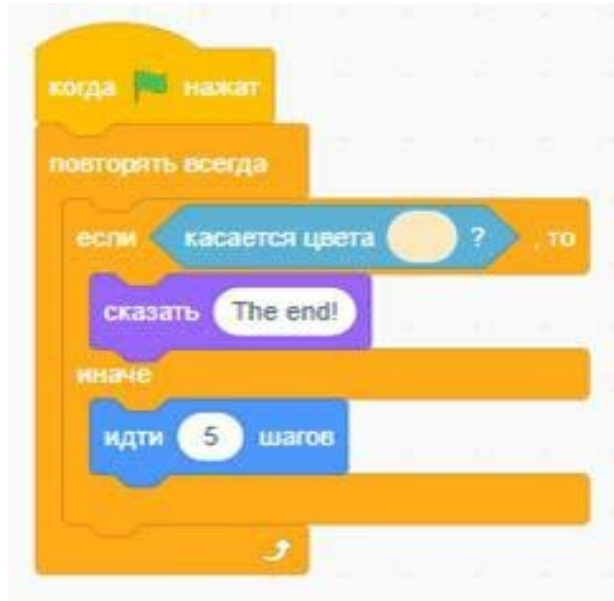 когда нажат
повторять всегда
если касается цвета ? , то
сказать The end!
иначе
идти 5 шагов